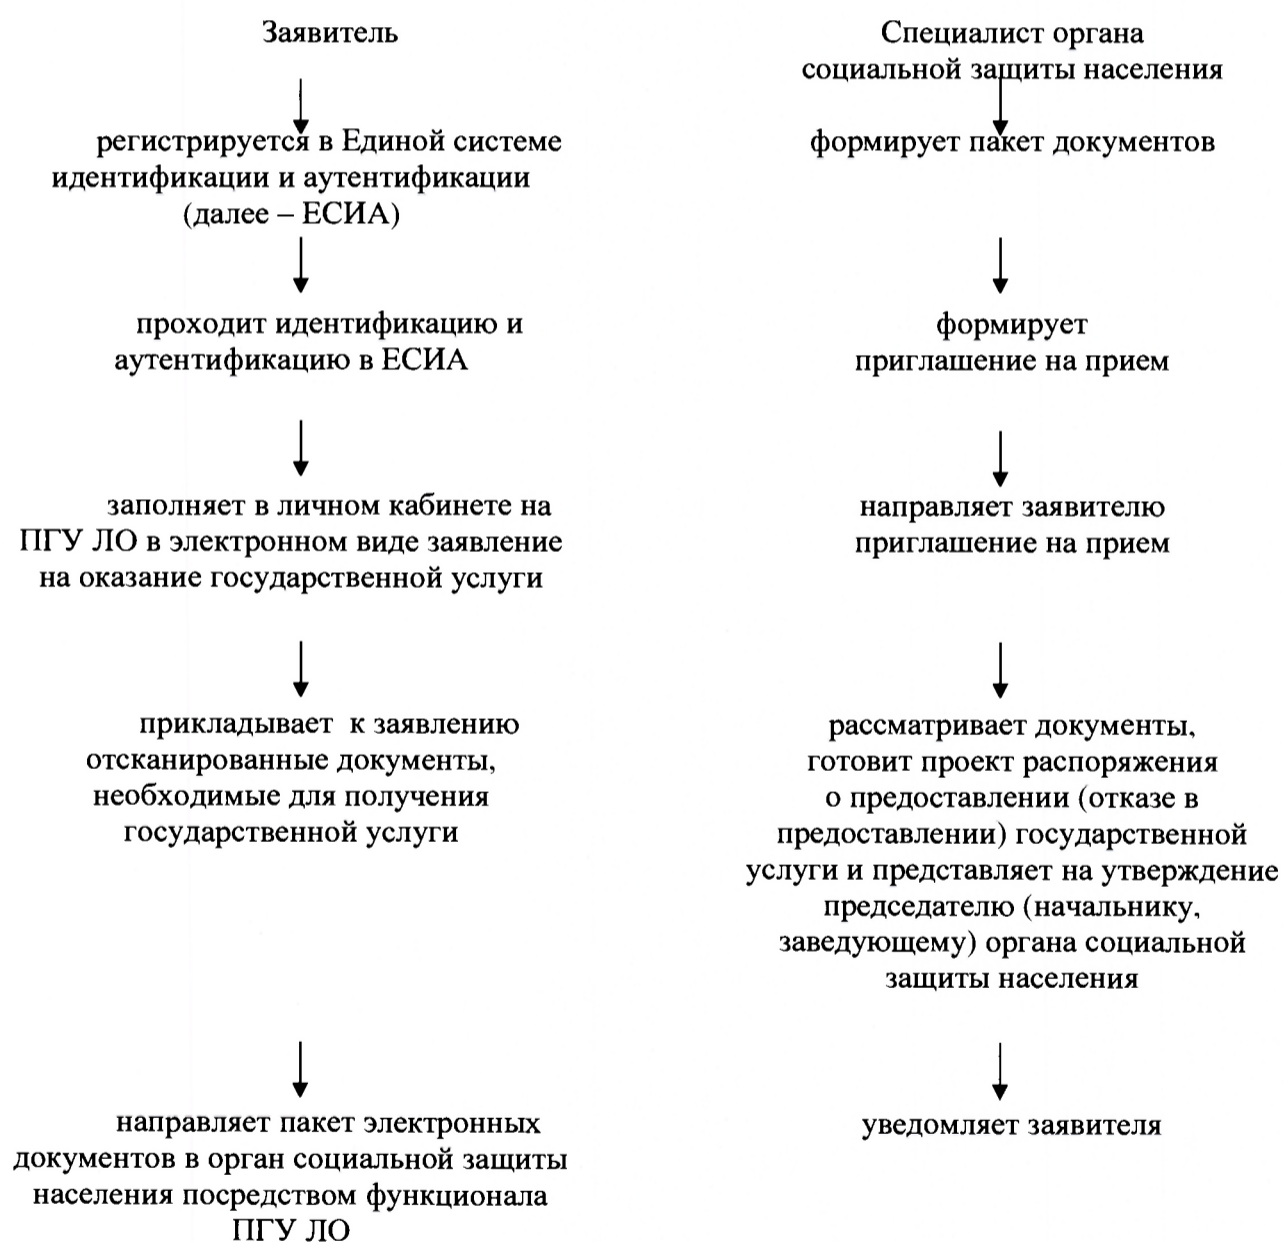 Заявитель
регистрируется в Единой системе
идентификации и аутентификации
(далее – ЕСИА)
проходит идентификацию и
аутентификацию в ЕСИА
заполняет в личном кабинете на
ПГУ ЛО в электронном виде заявление
на оказание государственной услуги
прикладывает к заявлению
отсканированные документы,
необходимые для получения
государственной услуги
направляет пакет электронных
документов в орган социальной защиты
населения посредством функционала
ПГУ ЛО
Специалист органа
социальной защиты населения
формирует пакет документов
формирует
приглашение на прием
направляет заявителю
приглашение на прием
рассматривает документы,
готовит проект распоряжения
о предоставлении (отказе в
предоставлении) государственной
услуги и представляет на утверждение
председателю (начальнику,
заведующему) органа социальной
защиты населения
уведомляет заявителя